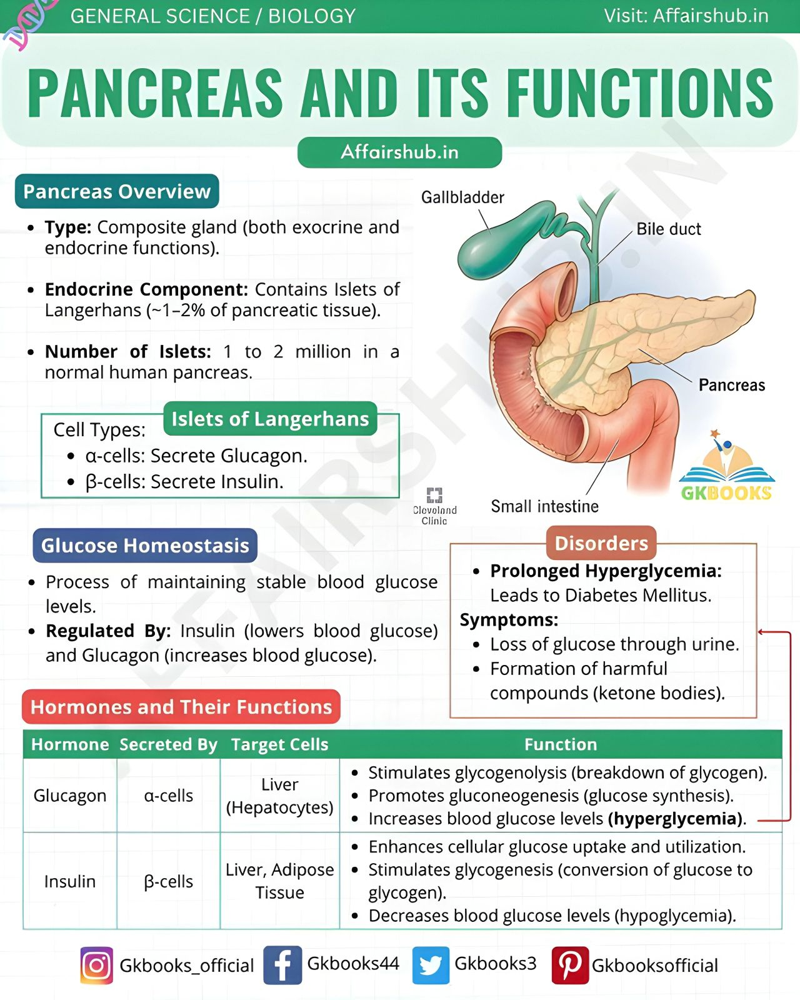 GENERAL SCIENCE / BIOLOGY
Visit: Affairshub.in
PANCREAS AND ITS FUNCTIONS
Affairshub.in
Pancreas Overview
• Type: Composite gland (both exocrine and
endocrine functions).
• Endocrine Component: Contains Islets of
Langerhans (~1–2% of pancreatic tissue).
• Number of Islets: 1 to 2 million in a
normal human pancreas.
Islets of Langerhans
Cell Types:
• α-cells: Secrete Glucagon.
• β-cells: Secrete Insulin.
Gallbladder
Bile duct
Pancreas
Small intestine
Clevoland
Clinic
GKBOOKS
AFFAIRSHUB.IN
Glucose Homeostasis
• Process of maintaining stable blood glucose
levels.
• Regulated By: Insulin (lowers blood glucose)
and Glucagon (increases blood glucose).
Disorders
• Prolonged Hyperglycemia:
Leads to Diabetes Mellitus.
Symptoms:
• Loss of glucose through urine.
• Formation of harmful
compounds (ketone bodies).
Hormones and Their Functions
Hormone Secreted By Target Cells Function
Glucagon
α-cells
Liver
(Hepatocytes)
• Stimulates glycogenolysis (breakdown of glycogen).
• Promotes gluconeogenesis (glucose synthesis).
• Increases blood glucose levels (hyperglycemia).
Insulin
β-cells
Liver, Adipose
Tissue
• Enhances cellular glucose uptake and utilization.
• Stimulates glycogenesis (conversion of glucose to
glycogen).
• Decreases blood glucose levels (hypoglycemia).
Gkbooks_official
Gkbooks44
Gkbooks3
Gkbooksofficial